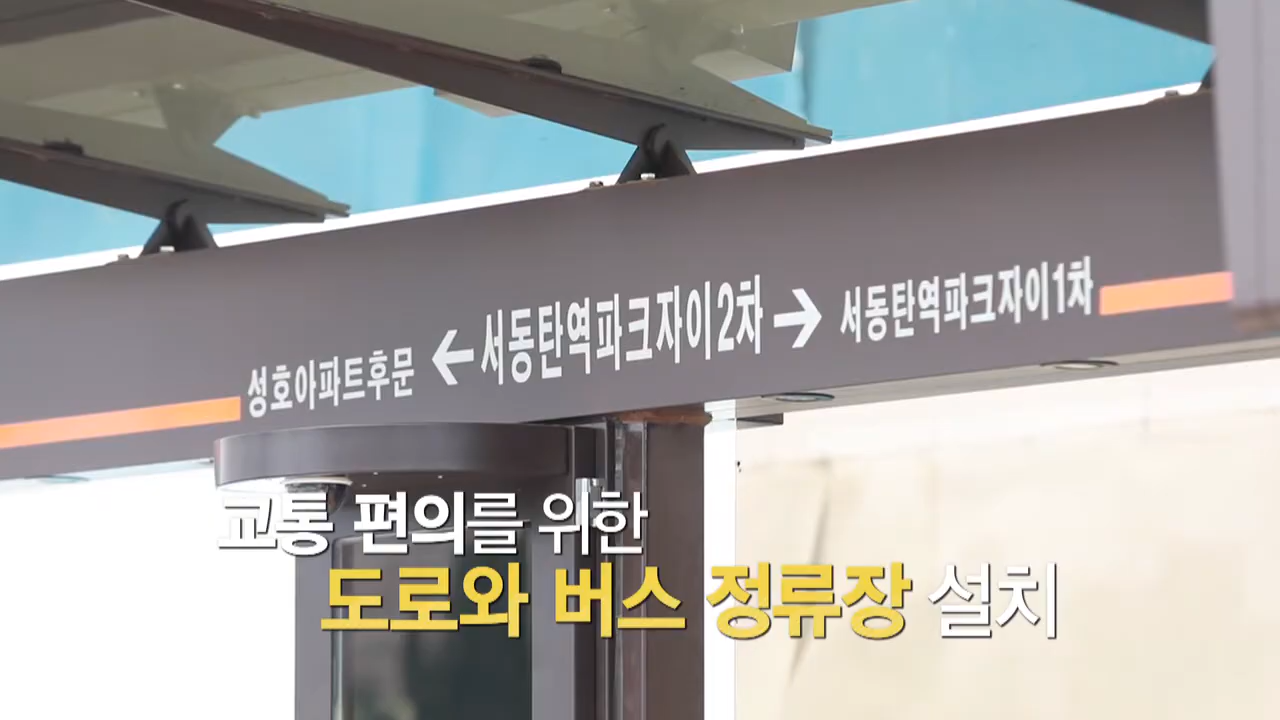 성호아파트후문 ← 서동탄역파크자이2차 → 서동탄역파크자이1차
교통 편의를 위한
도로와 버스 정류장 설치